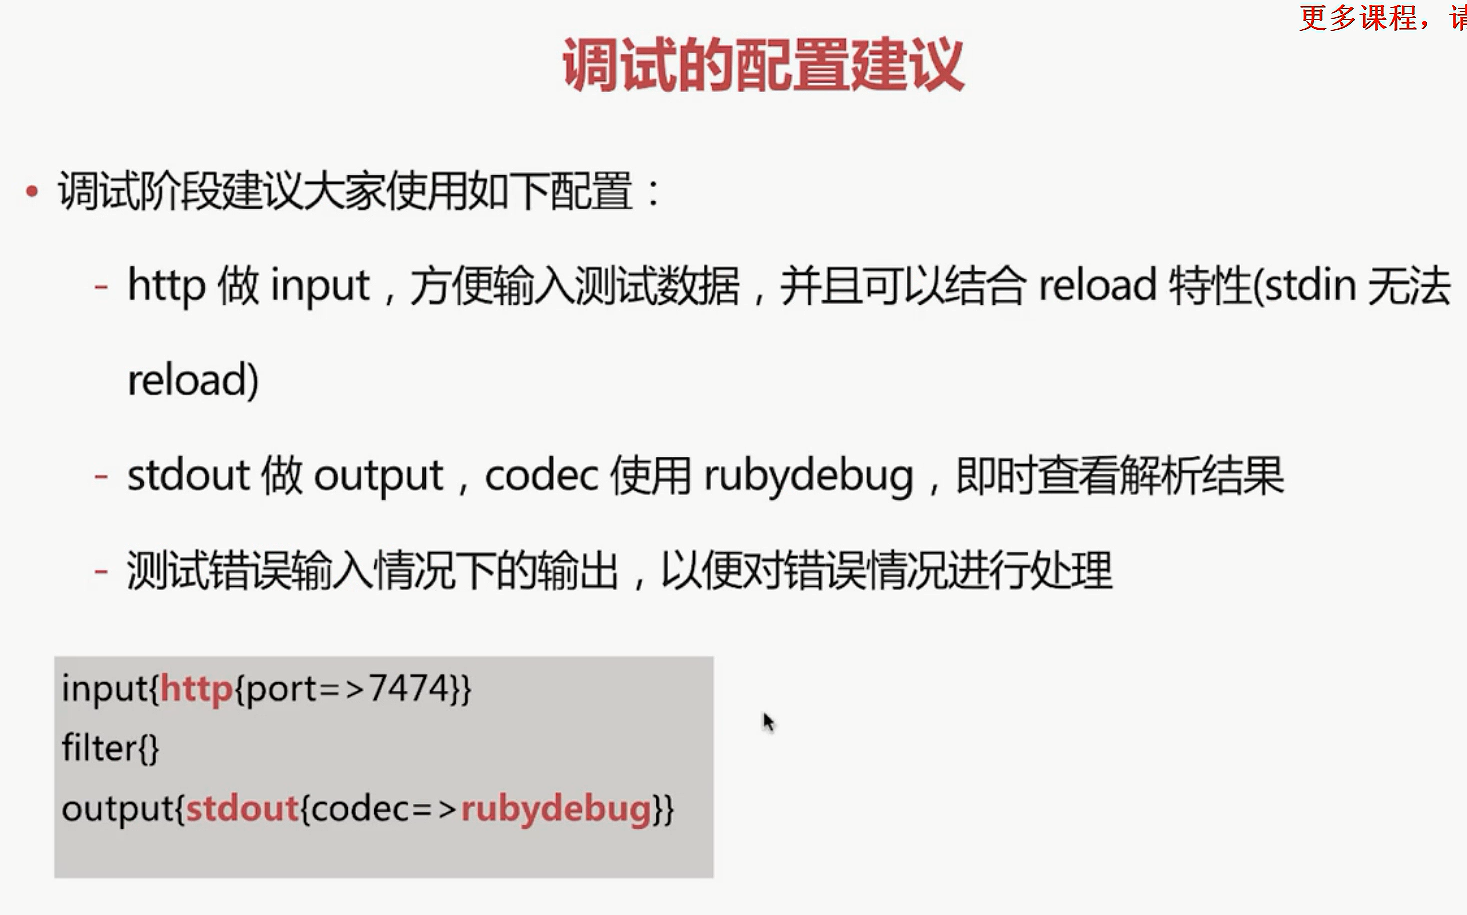 更多课程，请
调试的配置建议
• 调试阶段建议大家使用如下配置：
- http 做 input，方便输入测试数据，并且可以结合 reload 特性(stdin 无法
reload)
- stdout 做 output，codec 使用 rubydebug，即时查看解析结果
- 测试错误输入情况下的输出，以便对错误情况进行处理
input{http{port=>7474}}
filter{}
output{stdout{codec=>rubydebug}}